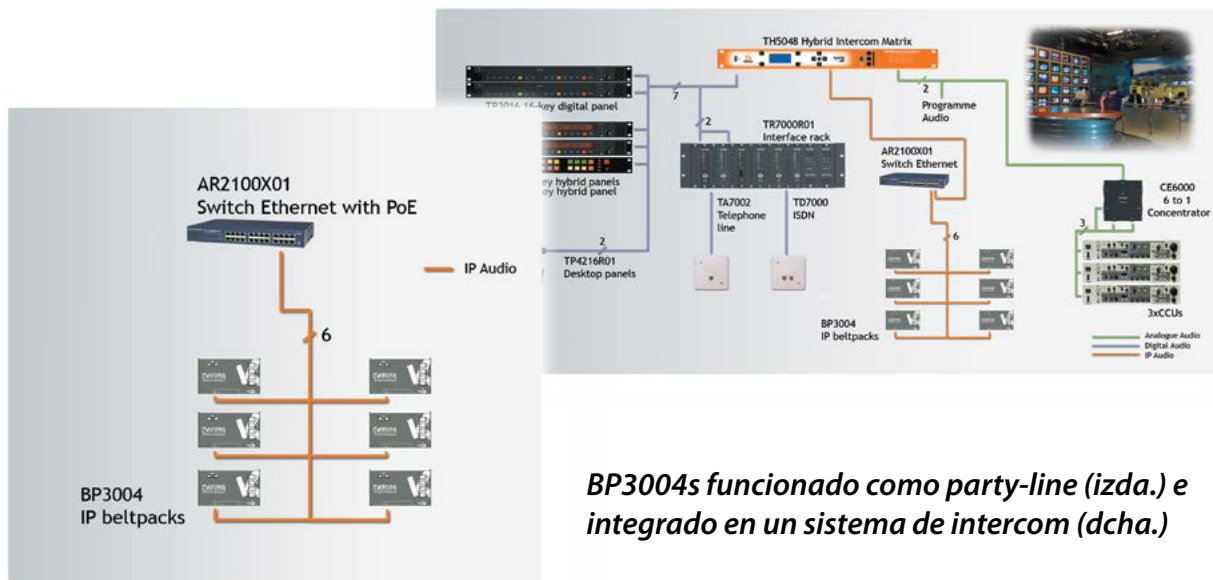 AR2100X01
Switch Ethernet with PoE
IP Audio
6
BP3004
IP beltpacks
TH5048 Hybrid Intercom Matrix
TP3016 16-key digital panel
7
2
TR7000R01
Interface rack
2
Programme
Audio
AR2100X01
Switch Ethernet
CE6000
6 to 1
Concentrator
ey hybrid panels
ey hybrid panel
TA7002
Telephone
line
TD7000
ISDN
2
TP4216R01
Desktop panels
6
3
BP3004
IP beltpacks
3xCCUs
Analogue Audio
Digital Audio
IP Audio
BP3004s funcionado como party-line (izda.) e
integrado en un sistema de intercom (dcha.)